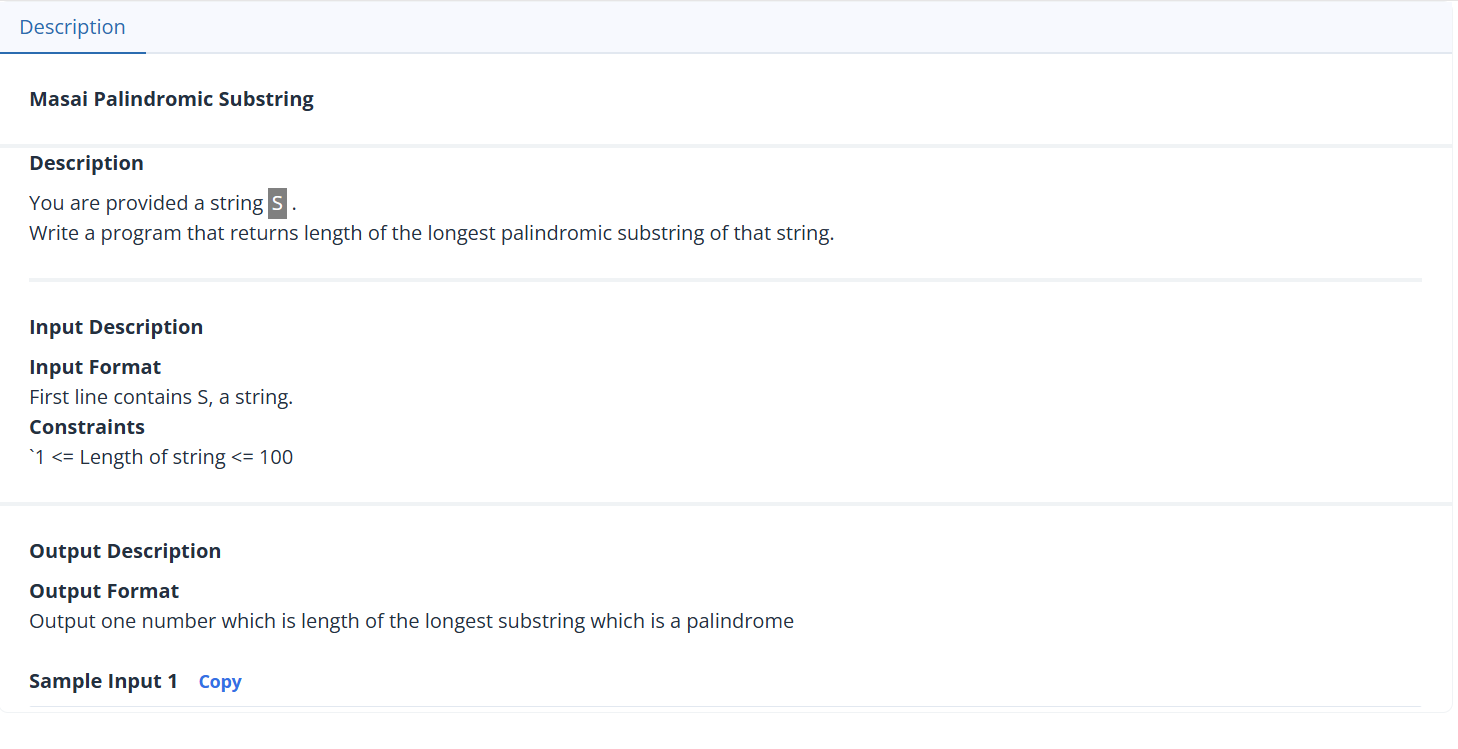 Description
Masai Palindromic Substring
Description
You are provided a string S .
Write a program that returns length of the longest palindromic substring of that string.
Input Description
Input Format
First line contains S, a string.
Constraints
`1 <= Length of string <= 100
Output Description
Output Format
Output one number which is length of the longest substring which is a palindrome
Sample Input 1 Copy